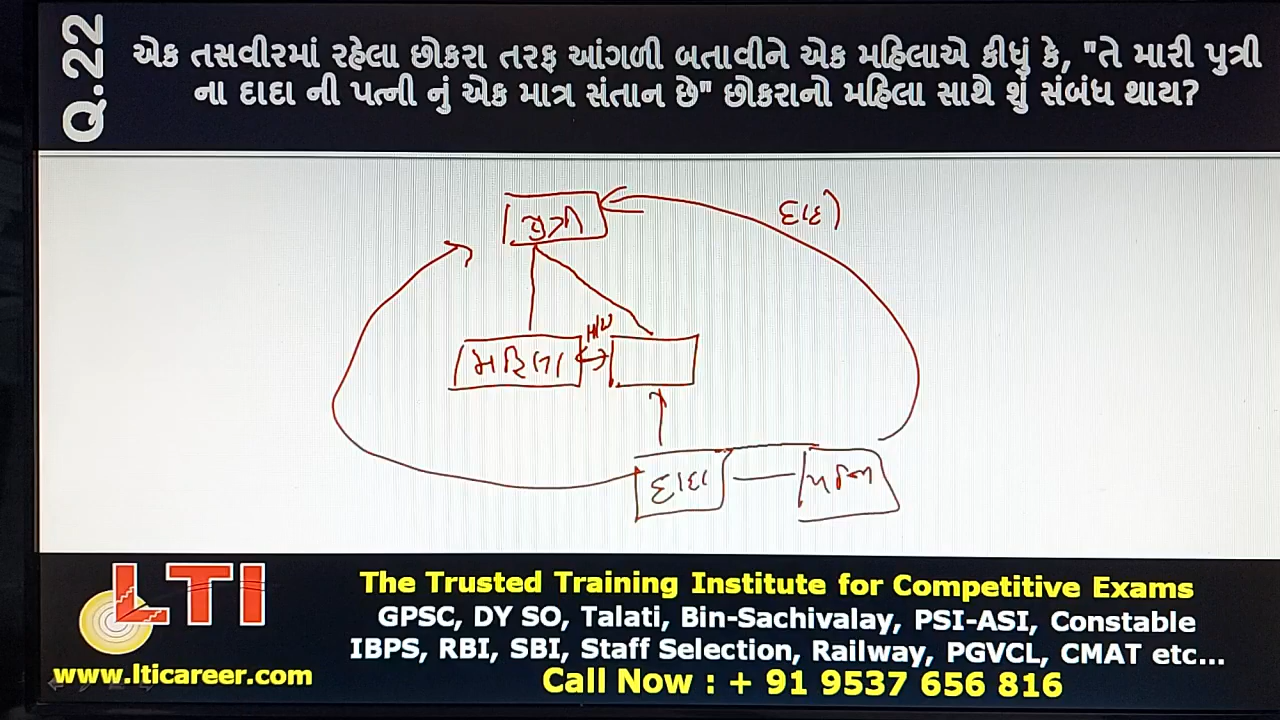 Q.22
એક તસવીરમાં રહેલા છોકરા તરફ આંગળી બતાવીને એક મહિલાએ કીધું કે, "તે મારી પુત્રી
ના દાદા ની પત્ની નું એક માત્ર સંતાન છે" છોકરાનો મહિલા સાથે શું સંબંધ થાય?
દાદી
પુત્રી
H/W
મહિલા
દાદા
પત્ની
LTI
www.lticareer.com
The Trusted Training Institute for Competitive Exams
GPSC, DY SO, Talati, Bin-Sachivalay, PSI-ASI, Constable
IBPS, RBI, SBI, Staff Selection, Railway, PGVCL, CMAT etc...
Call Now : + 91 9537 656 816